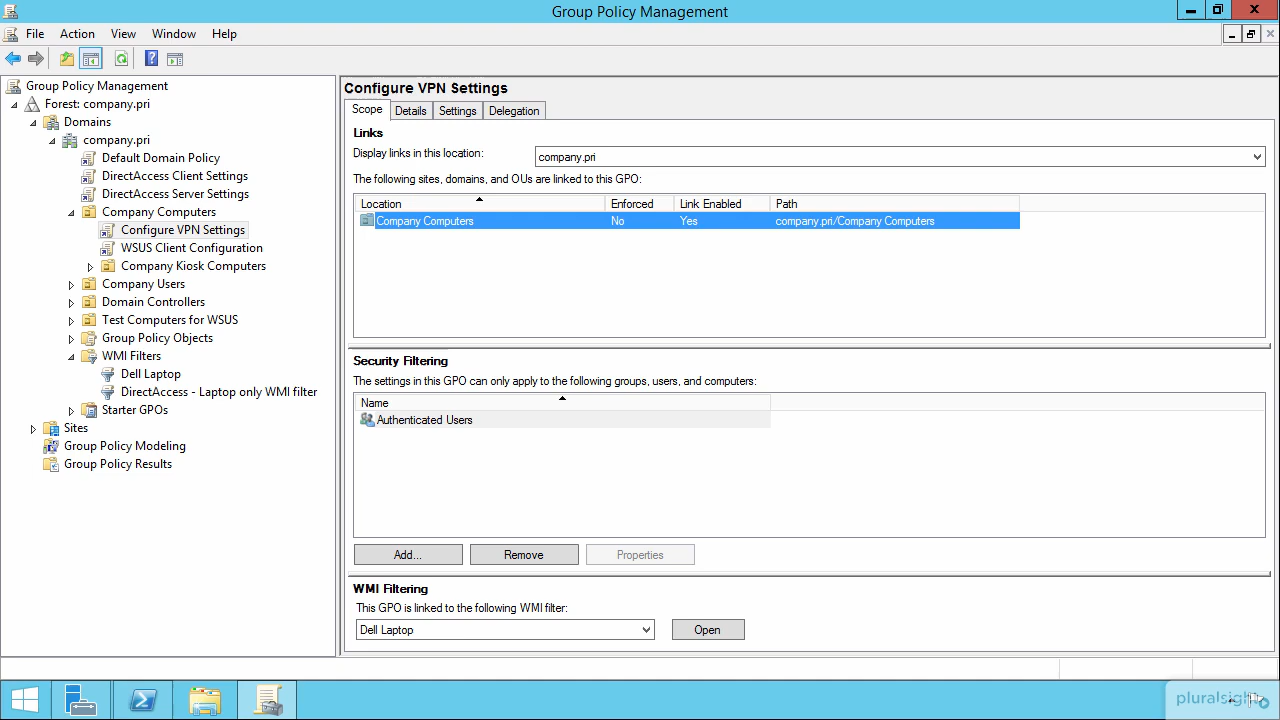 Group Policy Management
File Action View Window Help
Group Policy Management
Forest: company.pri
Domains
company.pri
Default Domain Policy
DirectAccess Client Settings
DirectAccess Server Settings
Company Computers
Configure VPN Settings
WSUS Client Configuration
Company Kiosk Computers
Company Users
Domain Controllers
Test Computers for WSUS
Group Policy Objects
WMI Filters
Dell Laptop
DirectAccess - Laptop only WMI filter
Starter GPOs
Sites
Group Policy Modeling
Group Policy Results
Configure VPN Settings
Scope Details Settings Delegation
Links
Display links in this location: company.pri
The following sites, domains, and OUs are linked to this GPO:
Location Enforced Link Enabled Path
Company Computers No Yes company.pri/Company Computers
Security Filtering
The settings in this GPO can only apply to the following groups, users, and computers:
Name
Authenticated Users
Add... Remove Properties
WMI Filtering
This GPO is linked to the following WMI filter:
Dell Laptop Open
pluralsight